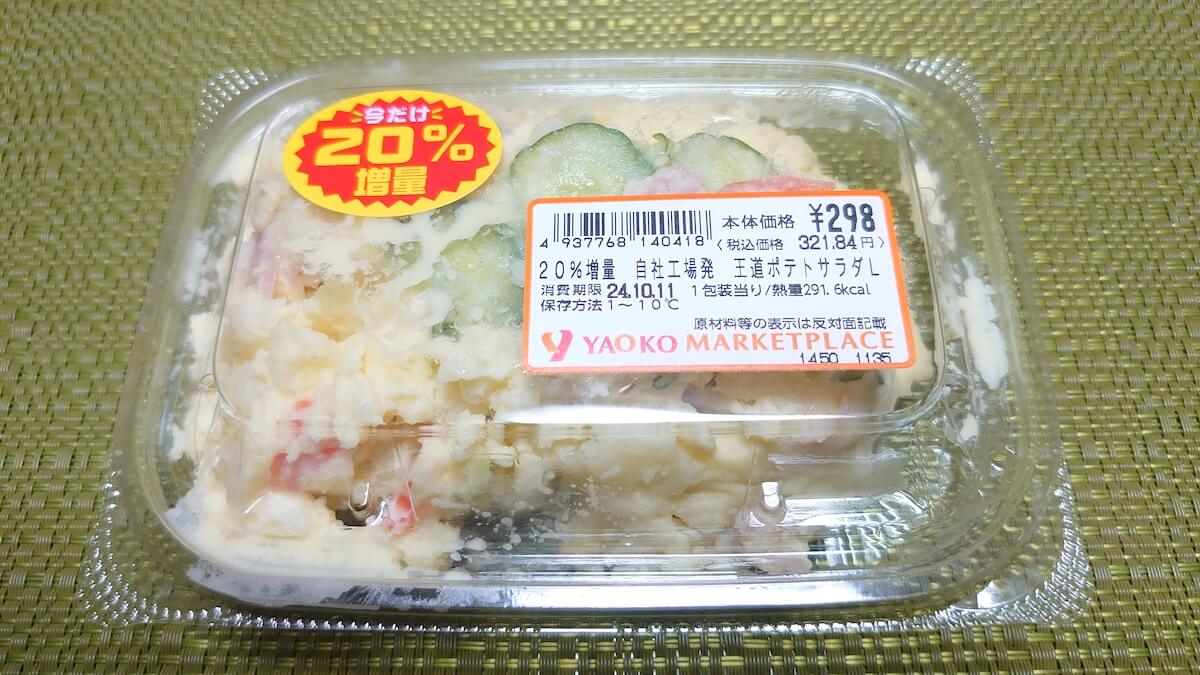 今だけ
20%
増量
本体価格 ¥298
4 937768 140418 〈税込価格 321.84円〉
20%増量 自社工場発 王道ポテトサラダL
消費期限 24.10.11 1包装当り/熱量291.6kcal
保存方法 1~10℃
原材料等の表示は反対面記載
YAOKO MARKETPLACE
1450 1135